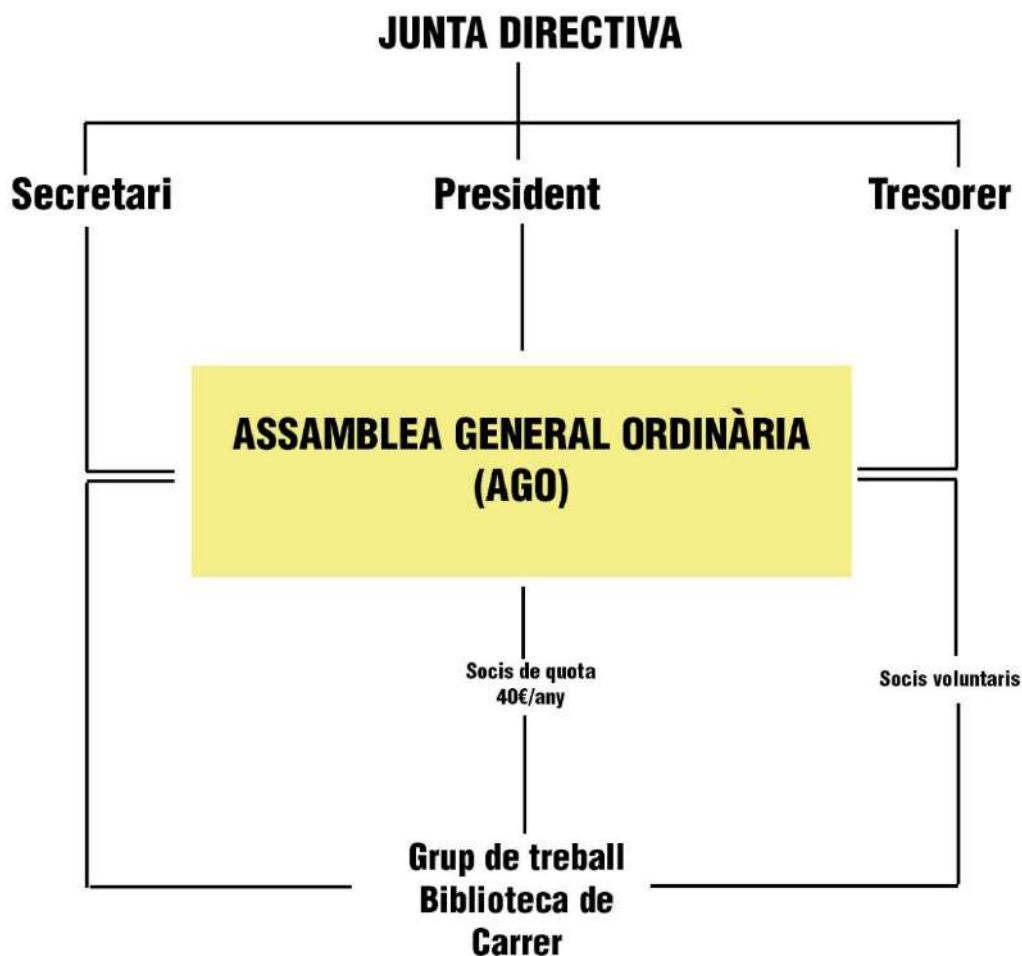 JUNTA DIRECTIVA
Secretari
President
Tresorer
ASSAMBLEA GENERAL ORDINÀRIA
(AGO)
Socis de quota
40€/any
Socis voluntaris
Grup de treball
Biblioteca de
Carrer